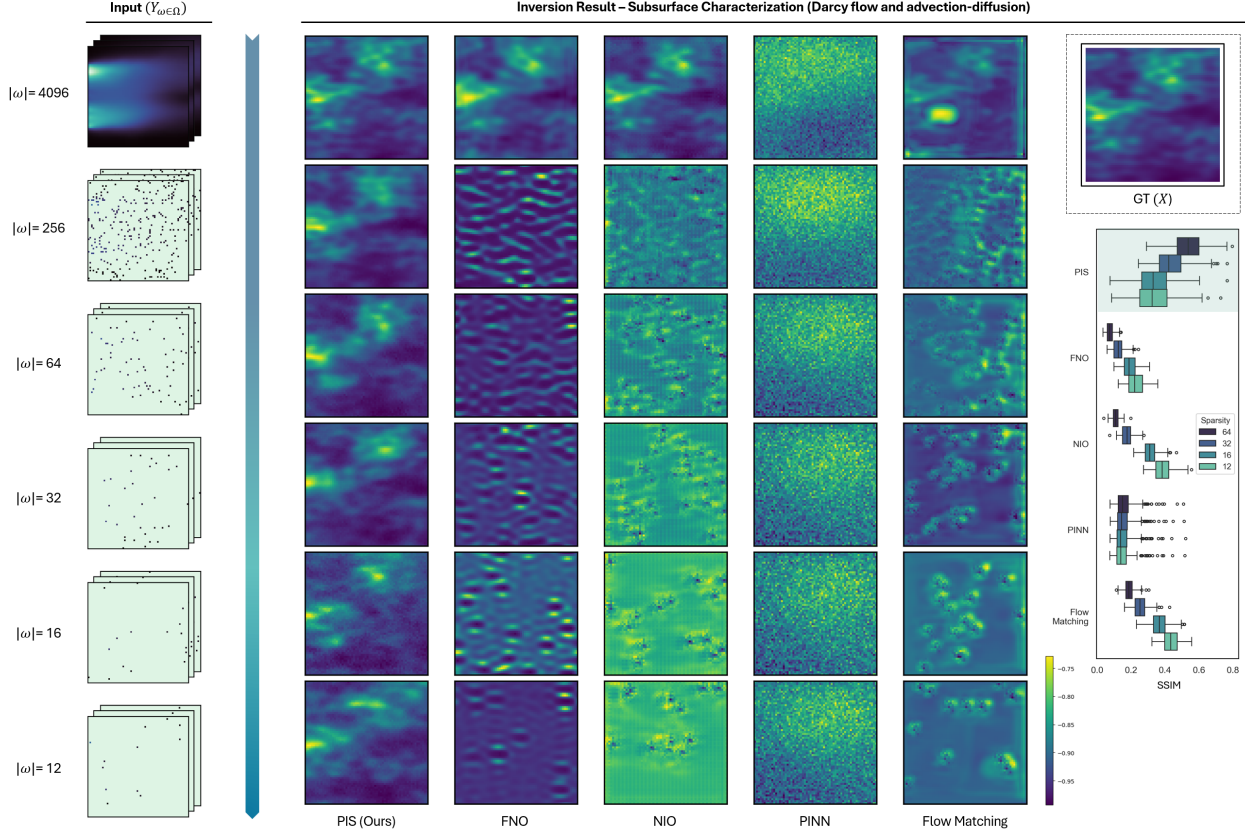 Input (𝑌𝜔∈Ω)
Inversion Result – Subsurface Characterization (Darcy flow and advection-diffusion)
|𝜔|= 4096
|𝜔|= 256
|𝜔|= 64
|𝜔|= 32
|𝜔|= 16
|𝜔|= 12
PIS (Ours)
FNO
NIO
PINN
Flow Matching
GT (𝑋)
PIS
FNO
NIO
PINN
Flow
Matching
Sparsity
64
32
16
12
0.0
0.2
0.4
0.6
0.8
SSIM
−0.75
−0.80
−0.85
−0.90
−0.95